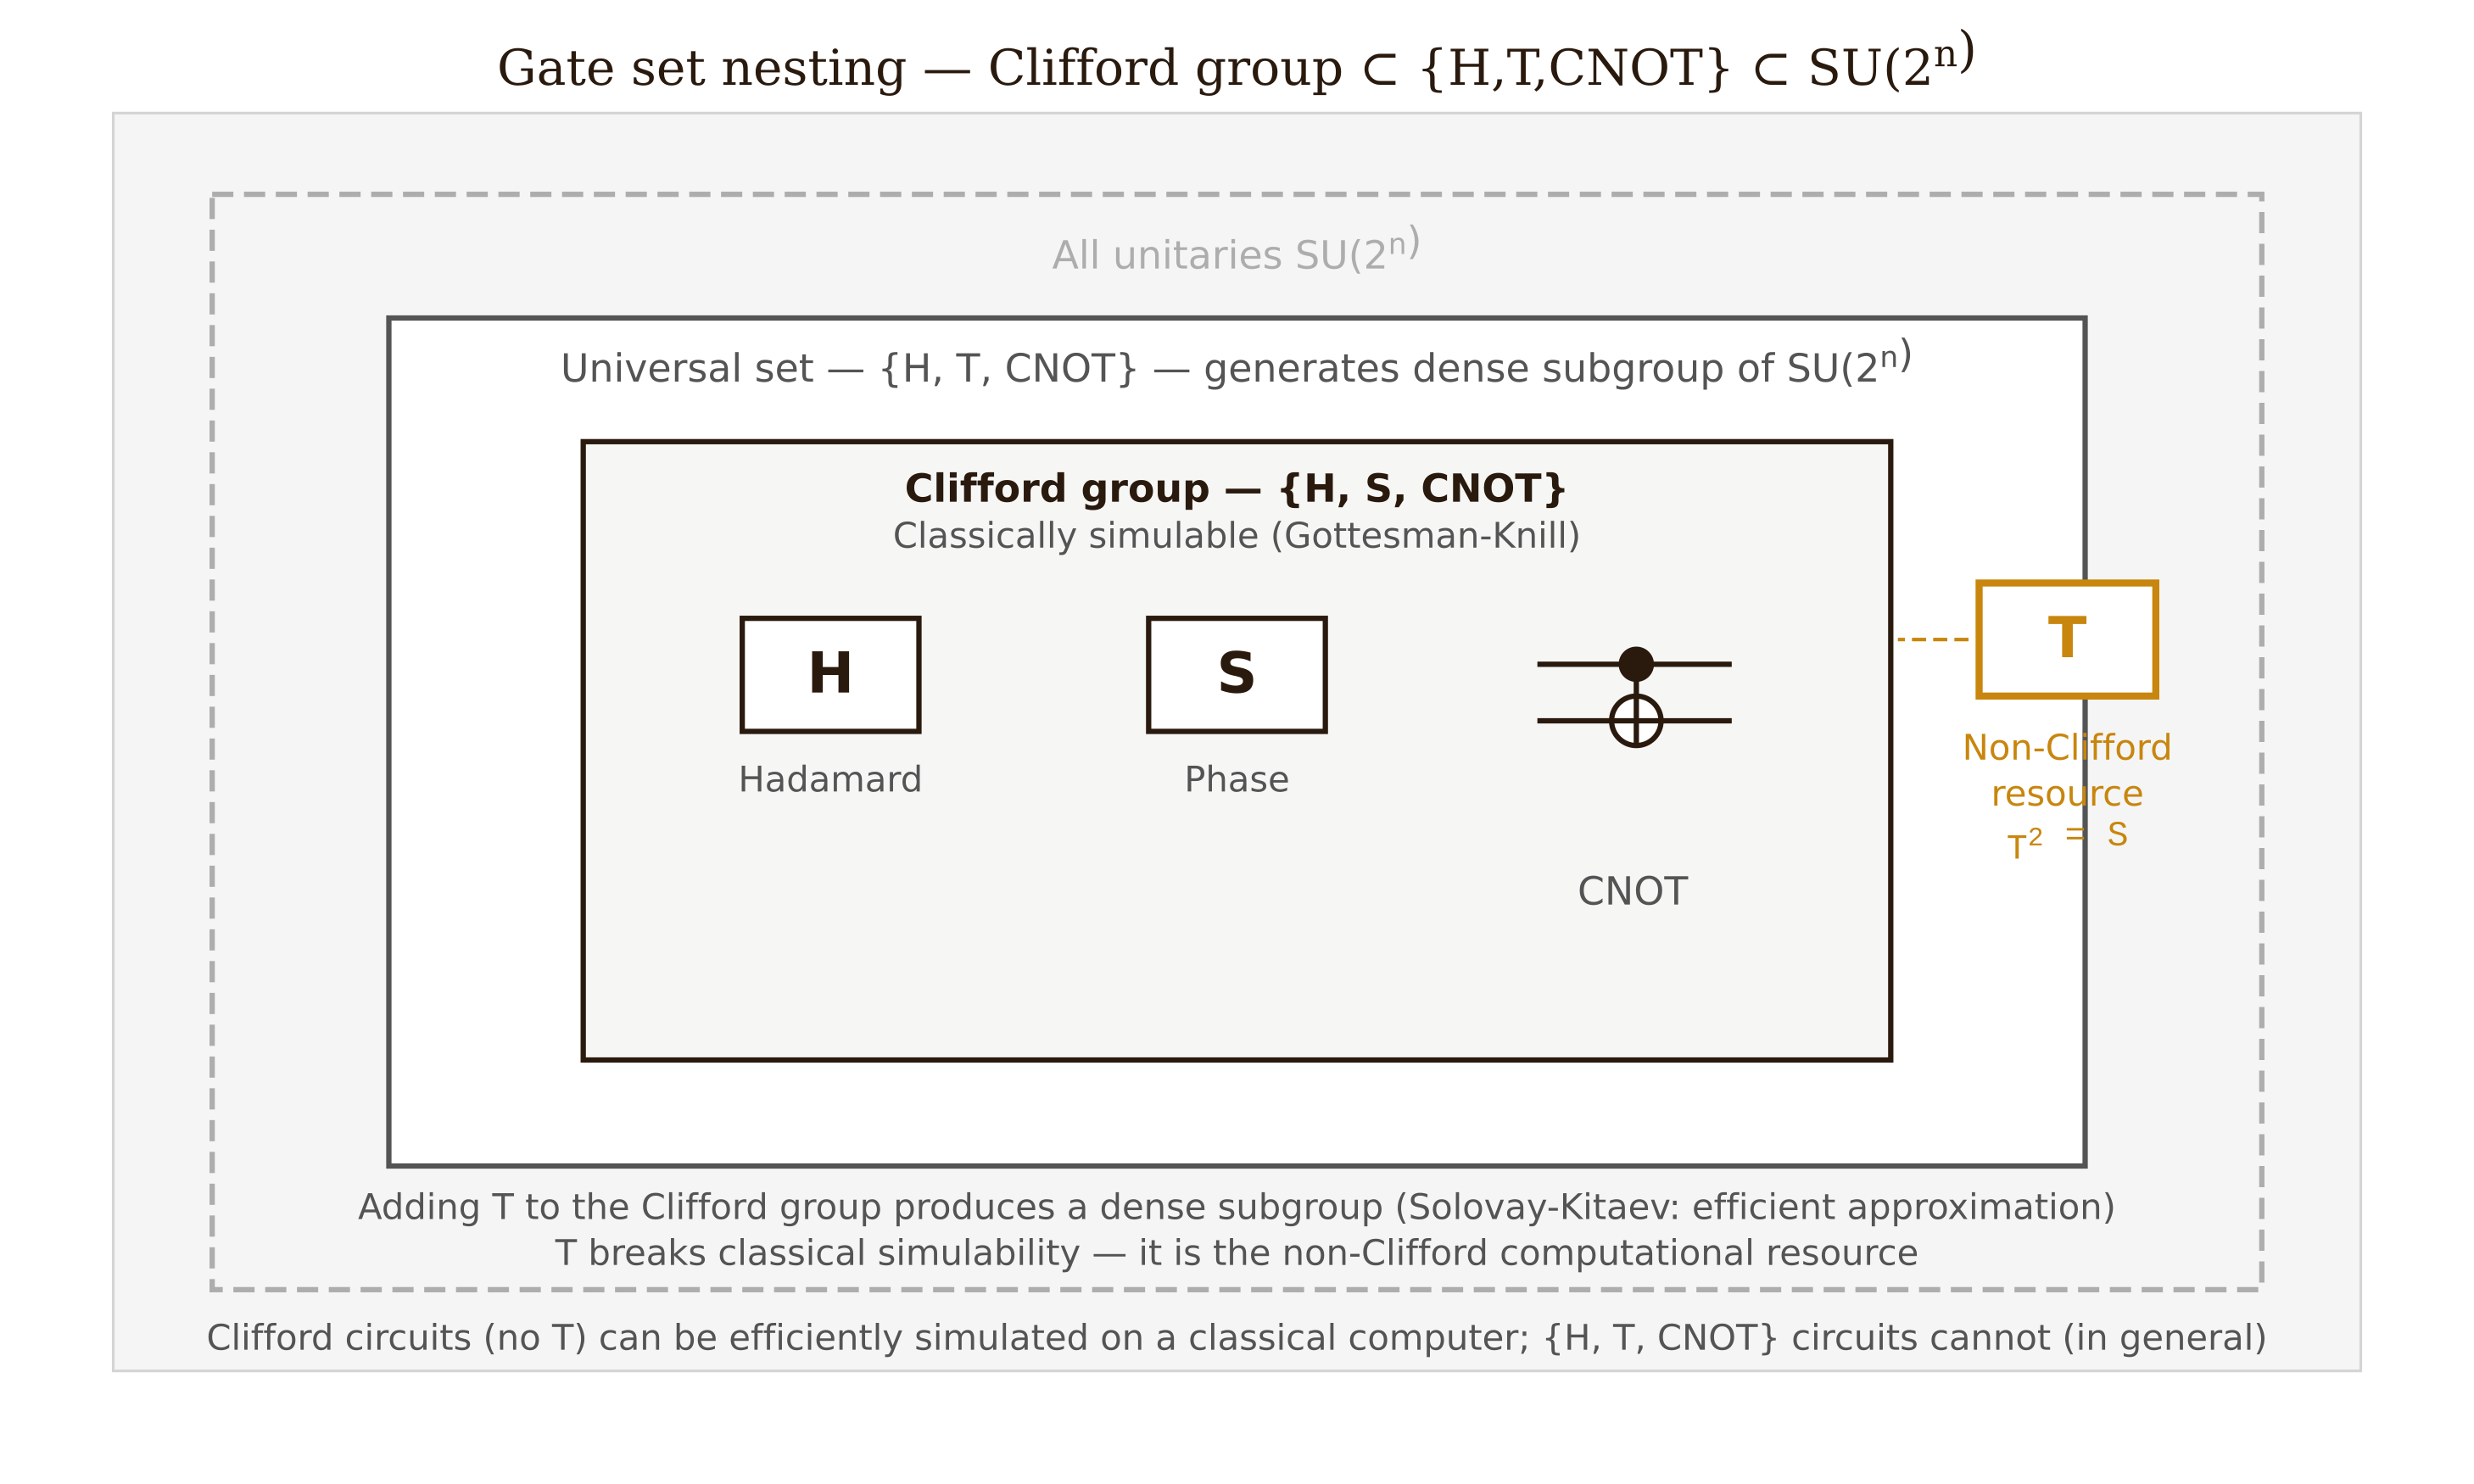 Gate set nesting — Clifford group ⊂ {H,T,CNOT} ⊂ SU(2ⁿ⁾
All unitaries SU(2ⁿ⁾
Universal set — {H, T, CNOT} — generates dense subgroup of SU(2ⁿ⁾
Clifford group — {H, S, CNOT}
Classically simulable (Gottesman-Knill)
H
S
T
Hadamard
Phase
CNOT
Non-Clifford
resource
T² = S
Adding T to the Clifford group produces a dense subgroup (Solovay-Kitaev: efficient approximation)
T breaks classical simulability — it is the non-Clifford computational resource
Clifford circuits (no T) can be efficiently simulated on a classical computer; {H, T, CNOT} circuits cannot (in general)